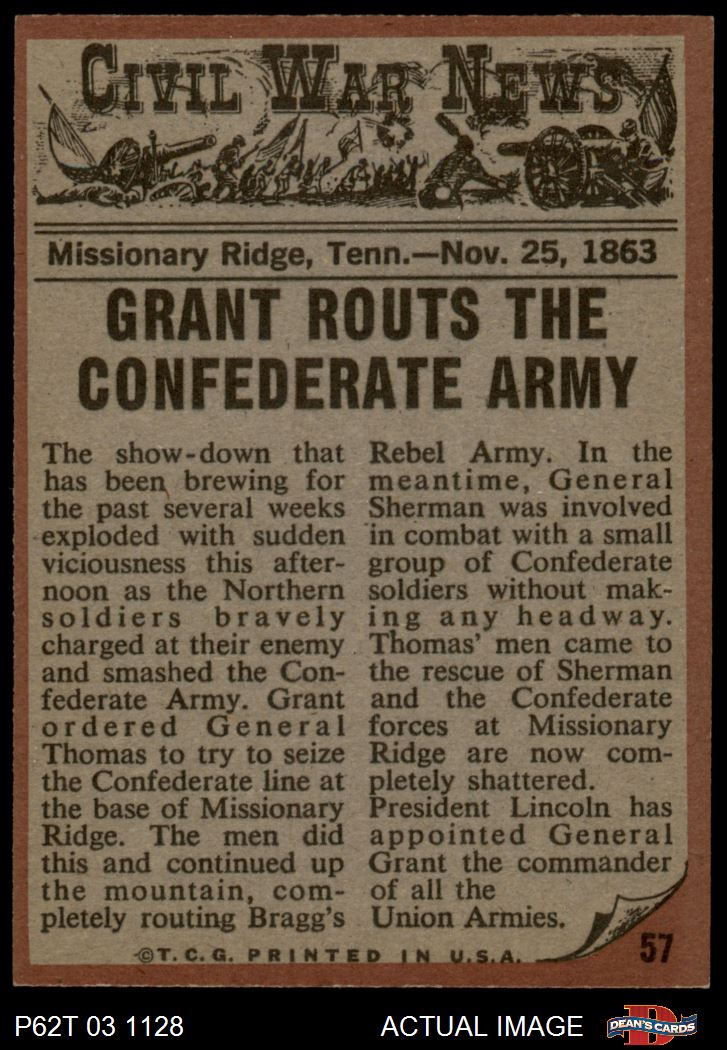 CIVIL WAR NEWS
Missionary Ridge, Tenn.—Nov. 25, 1863
GRANT ROUTS THE
CONFEDERATE ARMY
The show-down that
has been brewing for
the past several weeks
exploded with sudden
viciousness this after-
noon as the Northern
soldiers bravely
charged at their enemy
and smashed the Con-
federate Army. Grant
ordered General
Thomas to try to seize
the Confederate line at
the base of Missionary
Ridge. The men did
this and continued up
the mountain, com-
pletely routing Bragg's
Rebel Army. In the
meantime, General
Sherman was involved
in combat with a small
group of Confederate
soldiers without mak-
ing any headway.
Thomas' men came to
the rescue of Sherman
and the Confederate
forces at Missionary
Ridge are now com-
pletely shattered.
President Lincoln has
appointed General
Grant the commander
of all the
Union Armies.
©T.C.G. PRINTED IN U.S.A.
57
P62T 03 1128
ACTUAL IMAGE
D
DEAN'S CARDS